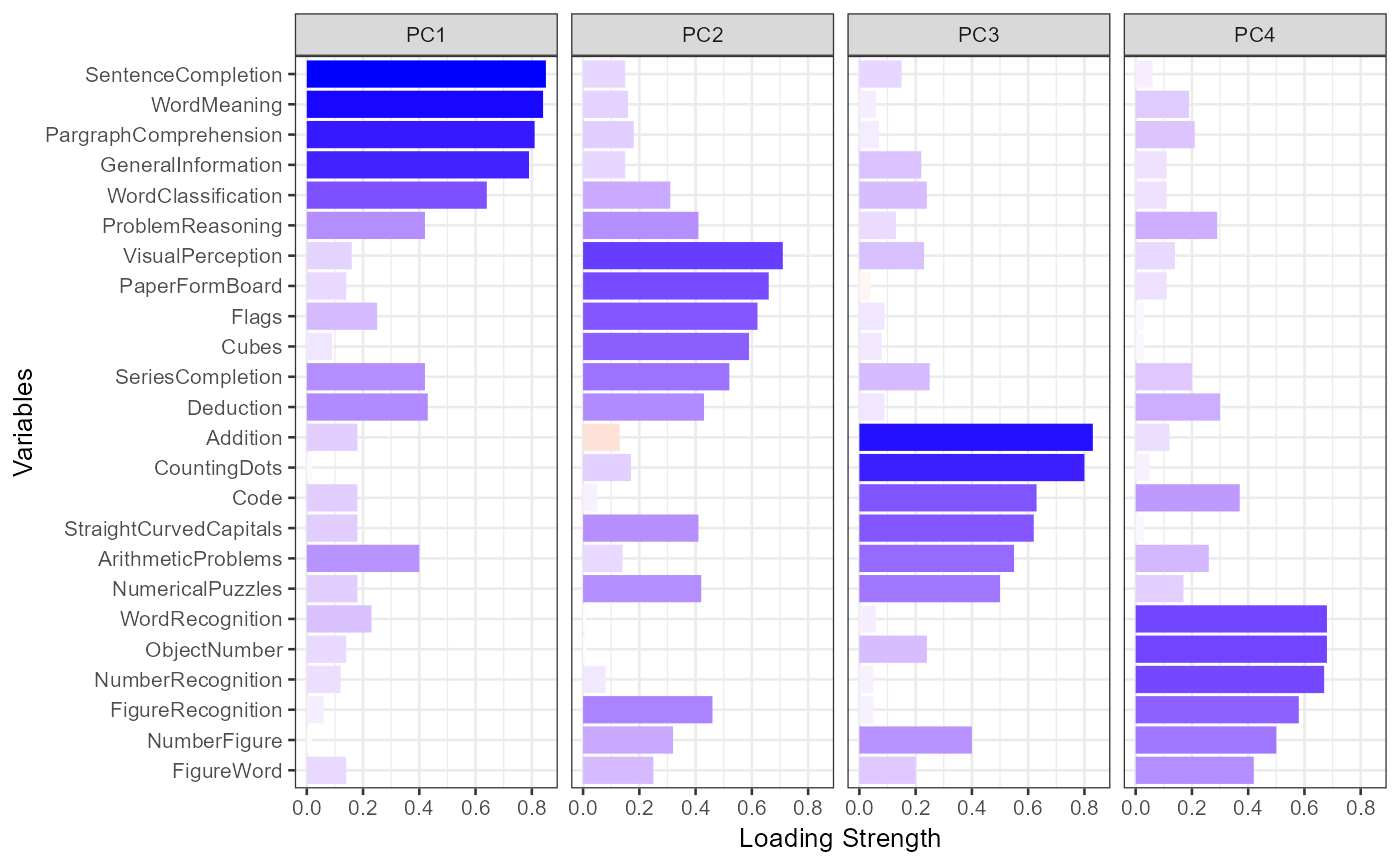 PC1 PC2 PC3 PC4
SentenceCompletion
WordMeaning
PargraphComprehension
GeneralInformation
WordClassification
ProblemReasoning
VisualPerception
PaperFormBoard
Flags
Cubes
SeriesCompletion
Deduction
Addition
CountingDots
Code
StraightCurvedCapitals
ArithmeticProblems
NumericalPuzzles
WordRecognition
ObjectNumber
NumberRecognition
FigureRecognition
NumberFigure
FigureWord
Variables
0.0 0.2 0.4 0.6 0.8 0.0 0.2 0.4 0.6 0.8 0.0 0.2 0.4 0.6 0.8 0.0 0.2 0.4 0.6 0.8
Loading Strength